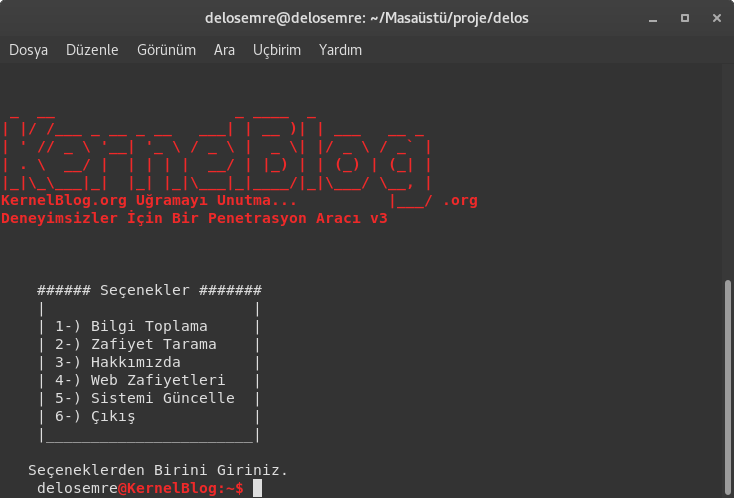 delosemre@delosemre: ~/Masaüstü/proje/delos
Dosya Düzenle Görünüm Ara Uçbirim Yardım
KernelBlog
KernelBlog.org Uğramayı Unutma... |___/ .org
Deneyimsizler İçin Bir Penetrasyon Aracı v3
###### Seçenekler #######
| 1-) Bilgi Toplama |
| 2-) Zafiyet Tarama |
| 3-) Hakkımızda |
| 4-) Web Zafiyetleri |
| 5-) Sistemi Güncelle |
| 6-) Çıkış |
|_______________________|
Seçeneklerden Birini Giriniz.
delosemre@KernelBlog:~$